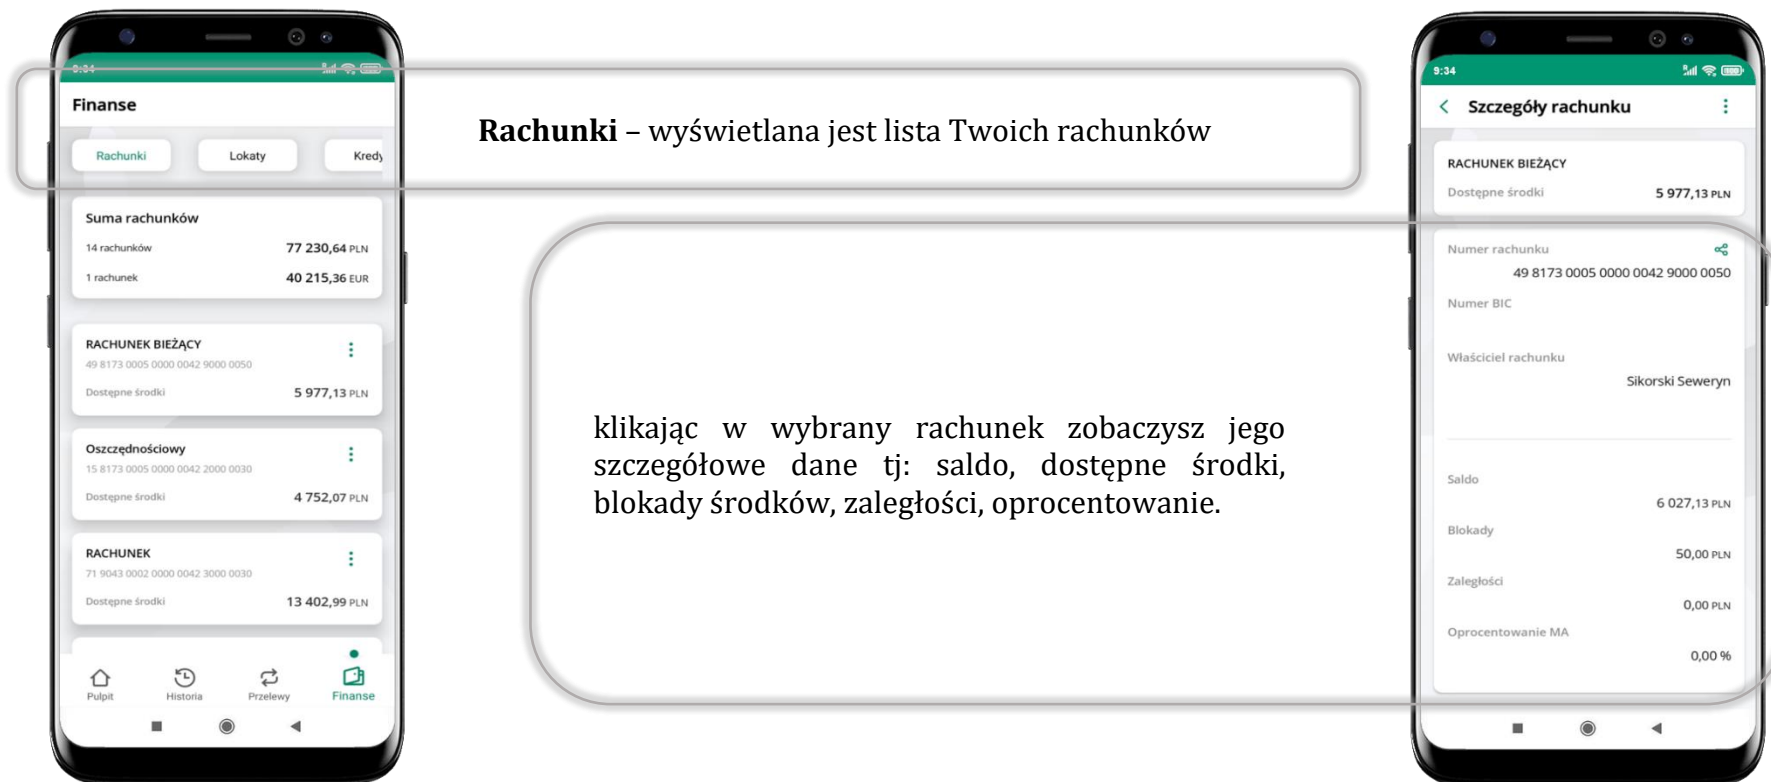 9:34
Finanse
Rachunki
Lokaty
Kredy
Suma rachunków
14 rachunków 77 230,64 PLN
1 rachunek 40 215,36 EUR
RACHUNEK BIEŻĄCY
49 8173 0005 0000 0042 9000 0050
Dostępne środki 5 977,13 PLN
Oszczędnościowy
15 8173 0005 0000 0042 2000 0030
Dostępne środki 4 752,07 PLN
RACHUNEK
71 9043 0002 0000 0042 3000 0030
Dostępne środki 13 402,99 PLN
Pulpit Historia Przelewy Finanse
Rachunki – wyświetlana jest lista Twoich rachunków
klikając w wybrany rachunek zobaczysz jego
szczegółowe dane tj: saldo, dostępne środki,
blokady środków, zaległości, oprocentowanie.
9:34
Szczegóły rachunku
RACHUNEK BIEŻĄCY
Dostępne środki 5 977,13 PLN
Numer rachunku
49 8173 0005 0000 0042 9000 0050
Numer BIC
Właściciel rachunku
Sikorski Seweryn
Saldo
6 027,13 PLN
Blokady
50,00 PLN
Zaległości
0,00 PLN
Oprocentowanie MA
0,00 %